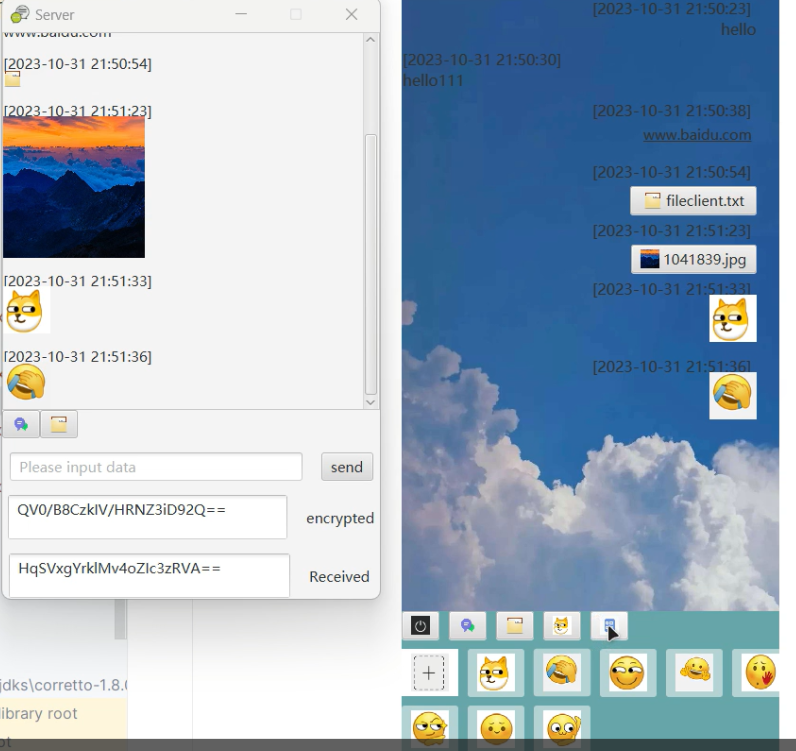 Server
www.baidu.com
[2023-10-31 21:50:54]
[2023-10-31 21:51:23]
[2023-10-31 21:51:33]
[2023-10-31 21:51:36]
Please input data
send
QV0/B8CzkIV/HRNZ3iD92Q==
encrypted
HqSVxgYrklMv4oZIc3zRVA==
Received
jdks\corretto-1.8.
library root
[2023-10-31 21:50:23]
hello
[2023-10-31 21:50:30]
hello111
[2023-10-31 21:50:38]
www.baidu.com
[2023-10-31 21:50:54]
fileclient.txt
[2023-10-31 21:51:23]
1041839.jpg
[2023-10-31 21:51:33]
[2023-10-31 21:51:36]